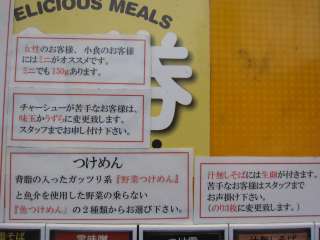 ELICIOUS MEALS
女性のお客様、小食のお客様
にはミニがオススメです。
ミニでも150gあります。
券
チャーシューが苦手なお客様は、
味玉かうずらに変更致します。
スタッフまでお申し付け下さい。
つけめん
背脂の入ったガッツリ系『野菜つけめん』
と魚介を使用した野菜の乗らない
『魚つけめん』の2種類からお選び下さい。
汁無しそばには生卵が付きます。
苦手なお客様はスタッフまで
お声掛け下さい。
(のり3枚に変更致します。)